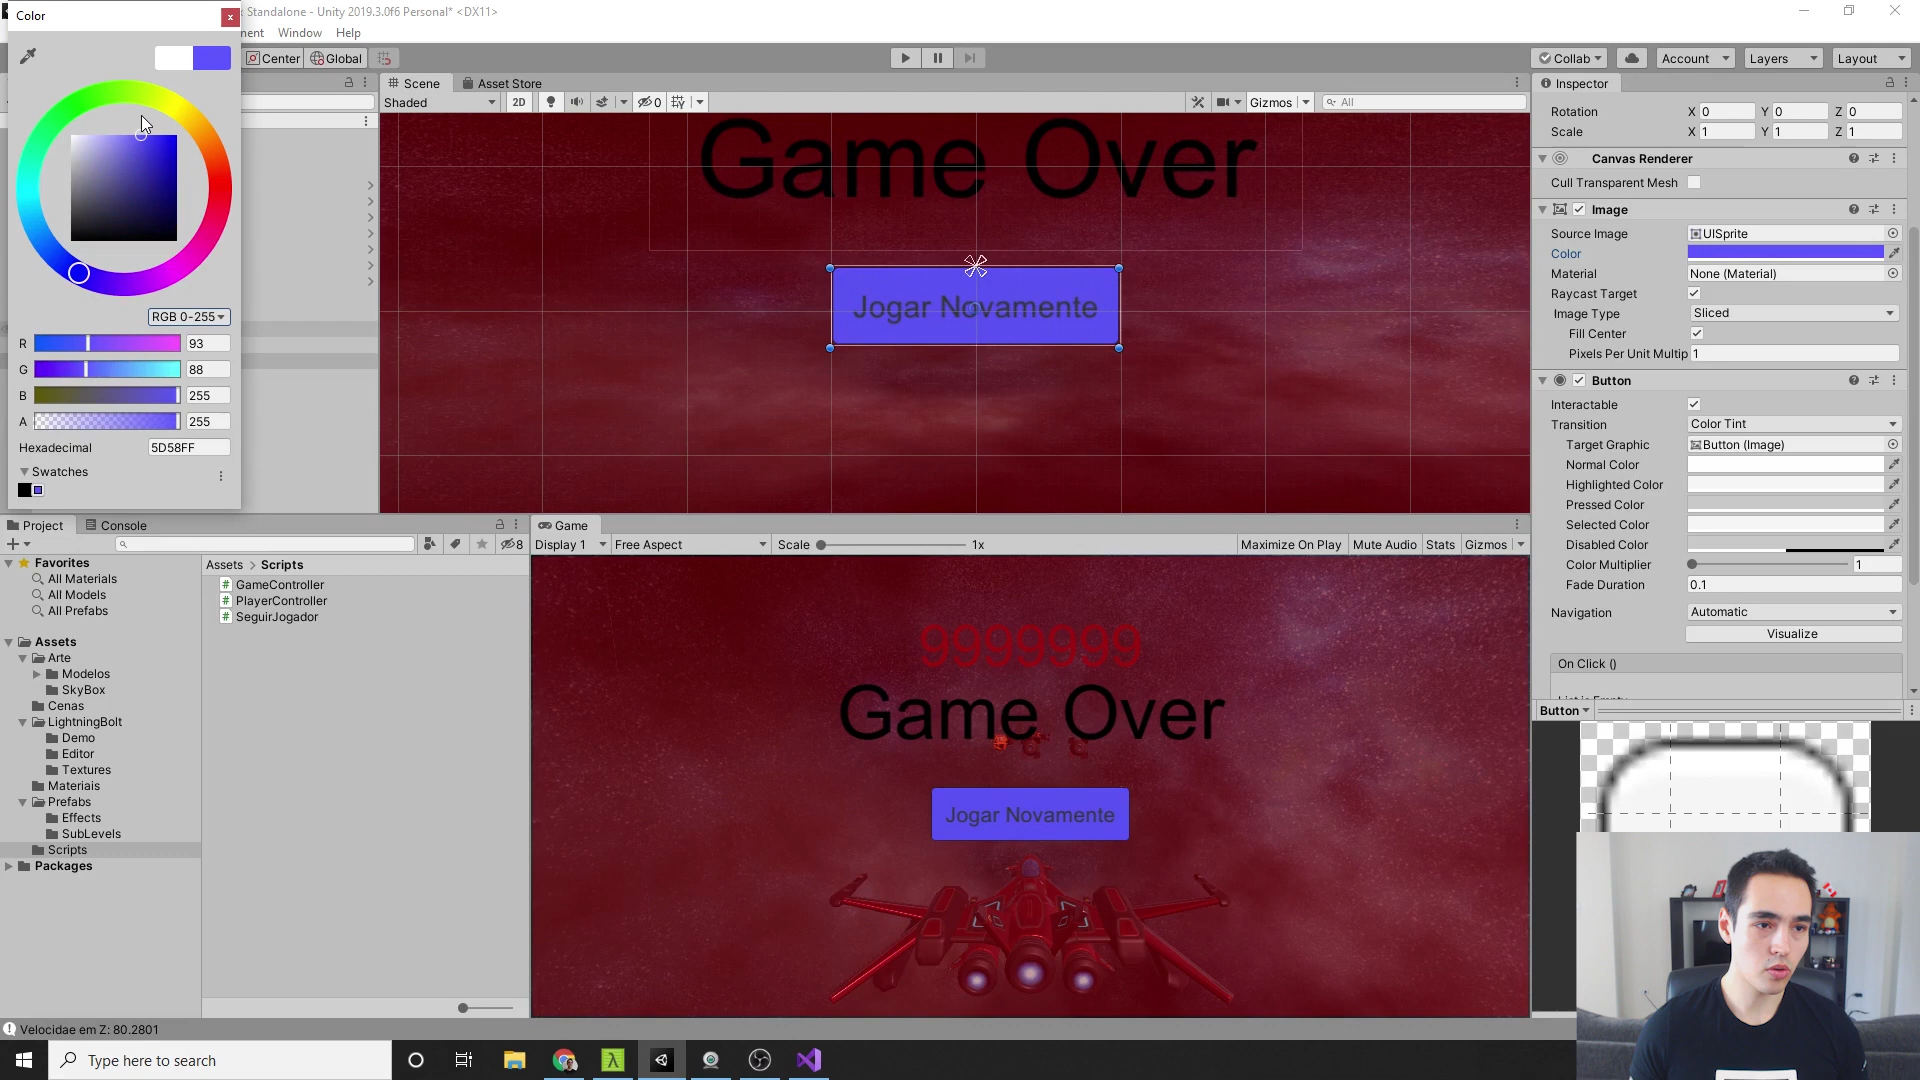 Color
x
Standalone - Unity 2019.3.0f6 Personal* <DX11>
Window Help
Center Global
Collab Account Layers Layout
Scene Asset Store
Shaded 2D 0 Gizmos All
RGB 0-255
R 93
G 88
B 255
A 255
Hexadecimal 5D58FF
Swatches
Game Over
Jogar Novamente
Inspector
Rotation X 0 Y 0 Z 0
Scale X 1 Y 1 Z 1
Canvas Renderer
Cull Transparent Mesh
Image
Source Image UISprite
Color
Material None (Material)
Raycast Target
Image Type Sliced
Fill Center
Pixels Per Unit Multip 1
Button
Interactable
Transition Color Tint
Target Graphic Button (Image)
Normal Color
Highlighted Color
Pressed Color
Selected Color
Disabled Color
Color Multiplier 1
Fade Duration 0.1
Navigation Automatic
Visualize
On Click ()
Button
Project Console
8
Favorites
All Materials
All Models
All Prefabs
Assets
Arte
Modelos
SkyBox
Cenas
LightningBolt
Demo
Editor
Textures
Materiais
Prefabs
Effects
SubLevels
Scripts
Packages
Assets > Scripts
GameController
PlayerController
SeguirJogador
Game
Display 1 Free Aspect Scale 1x Maximize On Play Mute Audio Stats Gizmos
9999999
Game Over
Jogar Novamente
Velocidae em Z: 80.2801
Type here to search